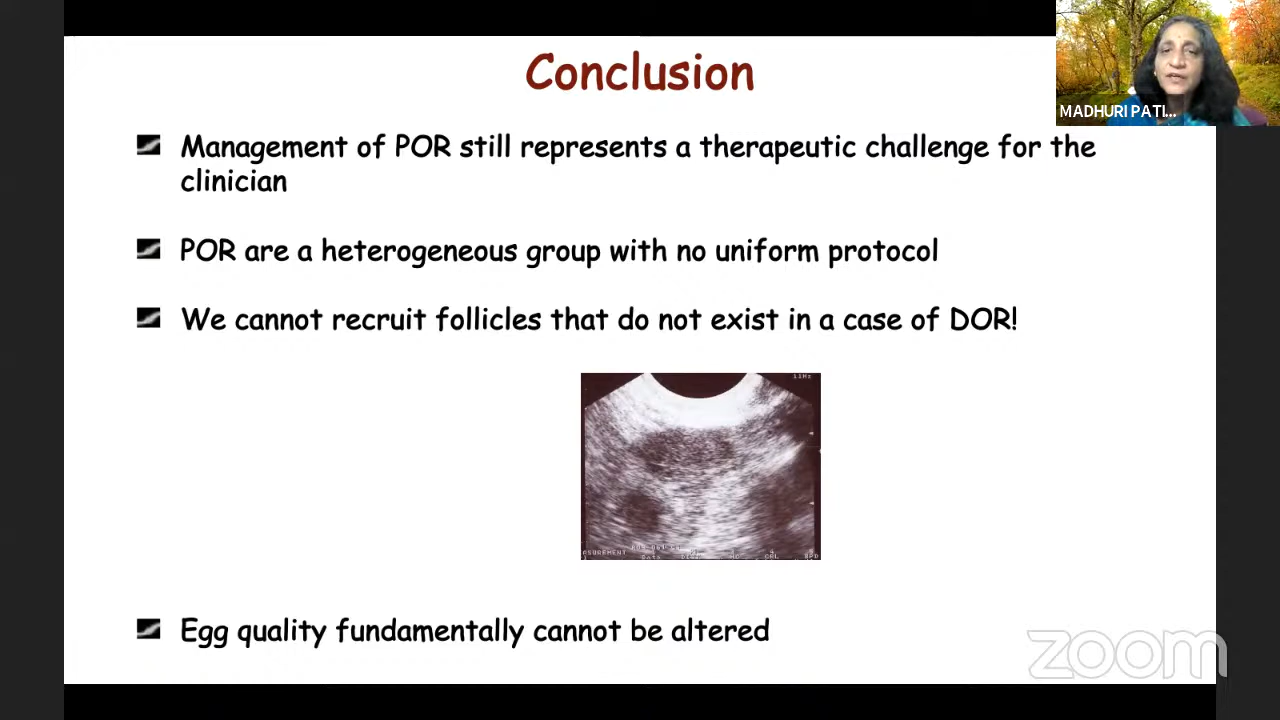 Conclusion
MADHURI PATI...
Management of POR still represents a therapeutic challenge for the
clinician
POR are a heterogeneous group with no uniform protocol
We cannot recruit follicles that do not exist in a case of DOR!
11Hz
ASUREMENT
Egg quality fundamentally cannot be altered
zoom